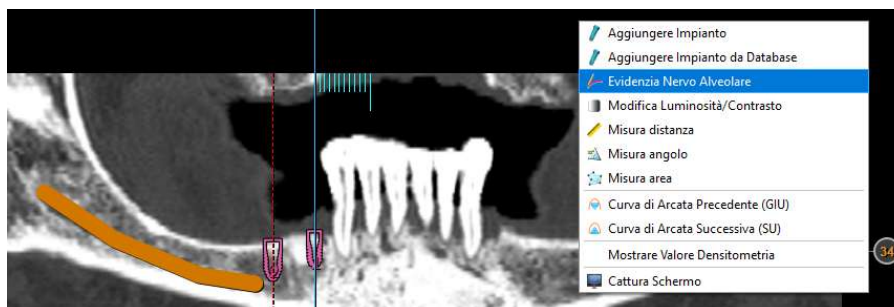 Aggiungere Impianto
Aggiungere Impianto da Database
Evidenzia Nervo Alveolare
Modifica Luminosità/Contrasto
Misura distanza
Misura angolo
Misura area
Curva di Arcata Precedente (GIU)
Curva di Arcata Successiva (SU)
34
Mostrare Valore Densitometria
Cattura Schermo